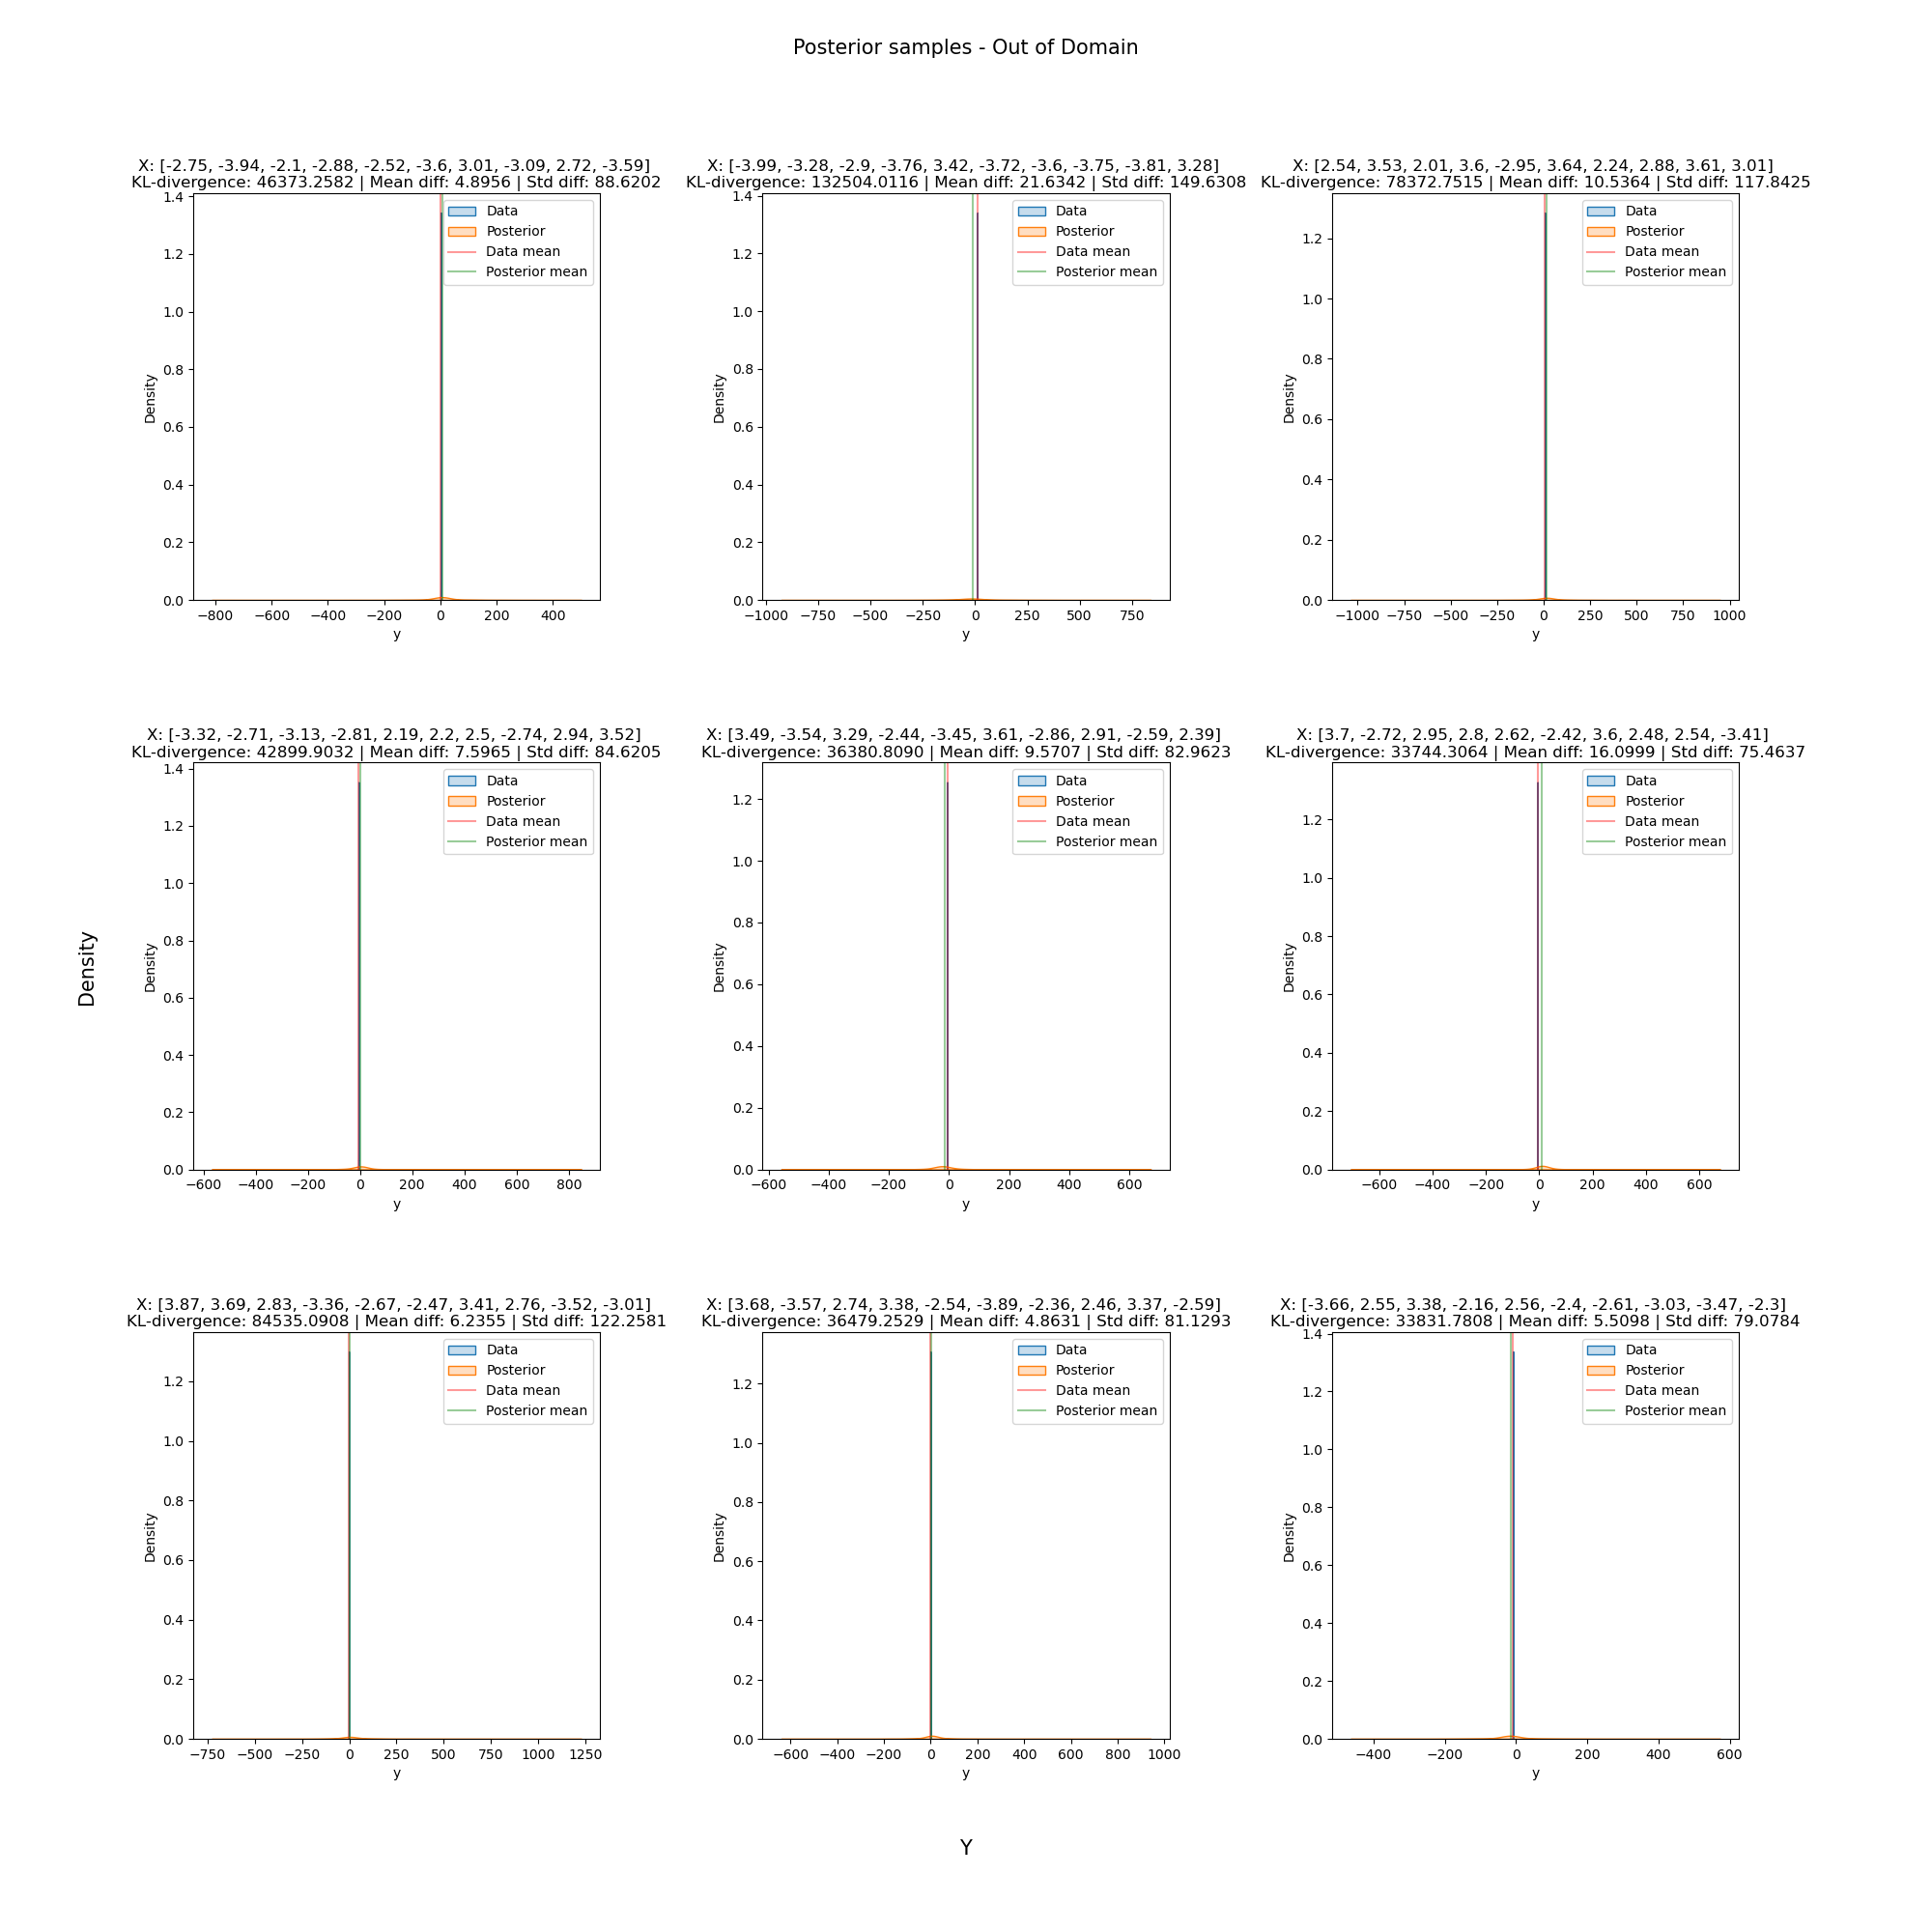 Posterior samples - Out of Domain
X: [-2.75, -3.94, -2.1, -2.88, -2.52, -3.6, 3.01, -3.09, 2.72, -3.59]
KL-divergence: 46373.2582 | Mean diff: 4.8956 | Std diff: 88.6202
1.4
1.2
1.0
0.8
0.6
0.4
0.2
0.0
Density
Data
Posterior
Data mean
Posterior mean
−800 −600 −400 −200 0 200 400
y
X: [-3.99, -3.28, -2.9, -3.76, 3.42, -3.72, -3.6, -3.75, -3.81, 3.28]
KL-divergence: 132504.0116 | Mean diff: 21.6342 | Std diff: 149.6308
1.4
1.2
1.0
0.8
0.6
0.4
0.2
0.0
Density
Data
Posterior
Data mean
Posterior mean
−1000 −750 −500 −250 0 250 500 750
y
X: [2.54, 3.53, 2.01, 3.6, -2.95, 3.64, 2.24, 2.88, 3.61, 3.01]
KL-divergence: 78372.7515 | Mean diff: 10.5364 | Std diff: 117.8425
1.2
1.0
0.8
0.6
0.4
0.2
0.0
Density
Data
Posterior
Data mean
Posterior mean
−1000 −750 −500 −250 0 250 500 750 1000
y
Density
X: [-3.32, -2.71, -3.13, -2.81, 2.19, 2.2, 2.5, -2.74, 2.94, 3.52]
KL-divergence: 42899.9032 | Mean diff: 7.5965 | Std diff: 84.6205
1.4
1.2
1.0
0.8
0.6
0.4
0.2
0.0
Density
Data
Posterior
Data mean
Posterior mean
−600 −400 −200 0 200 400 600 800
y
X: [3.49, -3.54, 3.29, -2.44, -3.45, 3.61, -2.86, 2.91, -2.59, 2.39]
KL-divergence: 36380.8090 | Mean diff: 9.5707 | Std diff: 82.9623
1.2
1.0
0.8
0.6
0.4
0.2
0.0
Density
Data
Posterior
Data mean
Posterior mean
−600 −400 −200 0 200 400 600
y
X: [3.7, -2.72, 2.95, 2.8, 2.62, -2.42, 3.6, 2.48, 2.54, -3.41]
KL-divergence: 33744.3064 | Mean diff: 16.0999 | Std diff: 75.4637
1.2
1.0
0.8
0.6
0.4
0.2
0.0
Density
Data
Posterior
Data mean
Posterior mean
−600 −400 −200 0 200 400 600
y
X: [3.87, 3.69, 2.83, -3.36, -2.67, -2.47, 3.41, 2.76, -3.52, -3.01]
KL-divergence: 84535.0908 | Mean diff: 6.2355 | Std diff: 122.2581
1.2
1.0
0.8
0.6
0.4
0.2
0.0
Density
Data
Posterior
Data mean
Posterior mean
−750 −500 −250 0 250 500 750 1000 1250
y
X: [3.68, -3.57, 2.74, 3.38, -2.54, -3.89, -2.36, 2.46, 3.37, -2.59]
KL-divergence: 36479.2529 | Mean diff: 4.8631 | Std diff: 81.1293
1.2
1.0
0.8
0.6
0.4
0.2
0.0
Density
Data
Posterior
Data mean
Posterior mean
−600 −400 −200 0 200 400 600 800 1000
y
X: [-3.66, 2.55, 3.38, -2.16, 2.56, -2.4, -2.61, -3.03, -3.47, -2.3]
KL-divergence: 33831.7808 | Mean diff: 5.5098 | Std diff: 79.0784
1.4
1.2
1.0
0.8
0.6
0.4
0.2
0.0
Density
Data
Posterior
Data mean
Posterior mean
−400 −200 0 200 400 600
y
Y